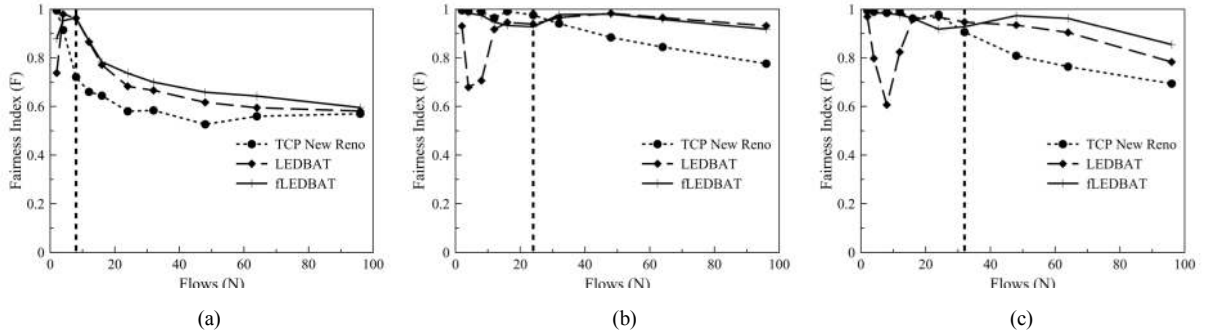 1
0.8
0.6
0.4
0.2
0
Fairness Index (F)
TCP New Reno
LEDBAT
fLEDBAT
0 20 40 60 80 100
Flows (N)
(a)
1
0.8
0.6
0.4
0.2
0
Fairness Index (F)
TCP New Reno
LEDBAT
fLEDBAT
0 20 40 60 80 100
Flows (N)
(b)
1
0.8
0.6
0.4
0.2
0
Fairness Index (F)
TCP New Reno
LEDBAT
fLEDBAT
0 20 40 60 80 100
Flows (N)
(c)